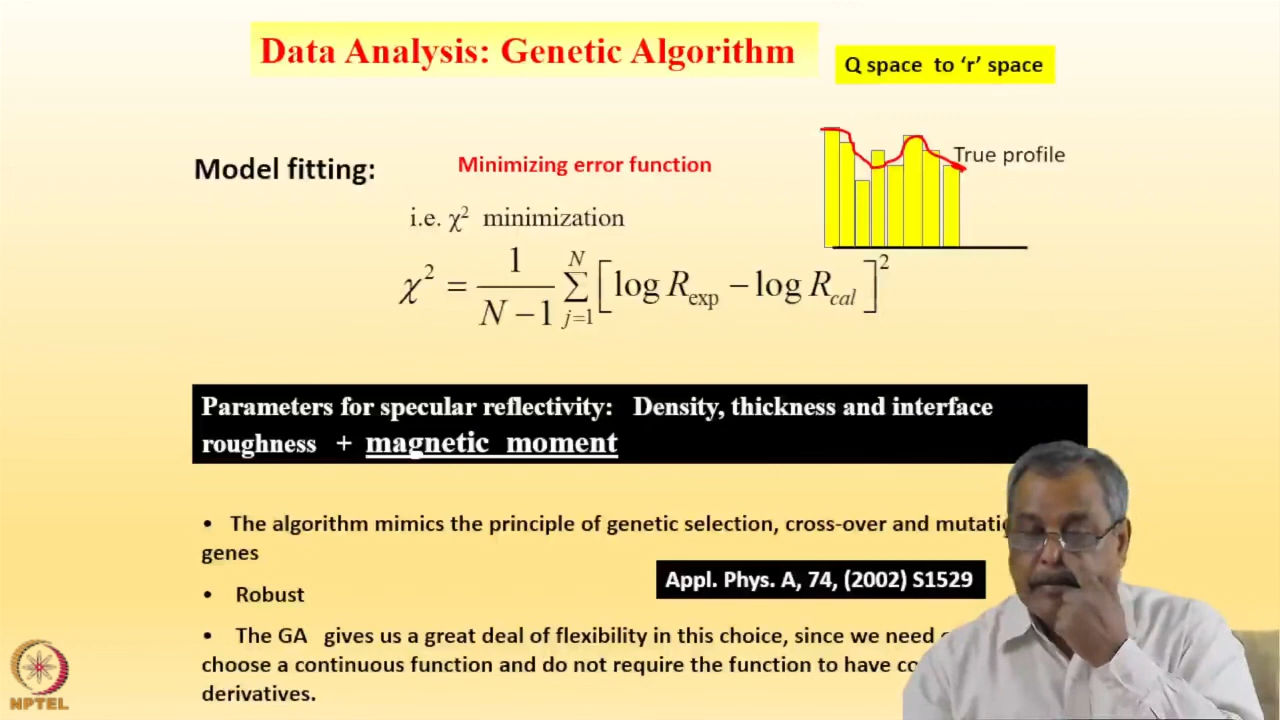 Data Analysis: Genetic Algorithm
Q space to ‘r’ space
Model fitting:
Minimizing error function
True profile
i.e. χ² minimization
χ² = 1/(N − 1) ∑_{j=1}^{N} [log R_exp − log R_cal]²
Parameters for specular reflectivity: Density, thickness and interface
roughness + magnetic moment
• The algorithm mimics the principle of genetic selection, cross-over and
genes
Appl. Phys. A, 74, (2002) S1529
• Robust
• The GA gives us a great deal of flexibility in this choice, since we need
choose a continuous function and do not require the function to have
derivatives.
NPTEL